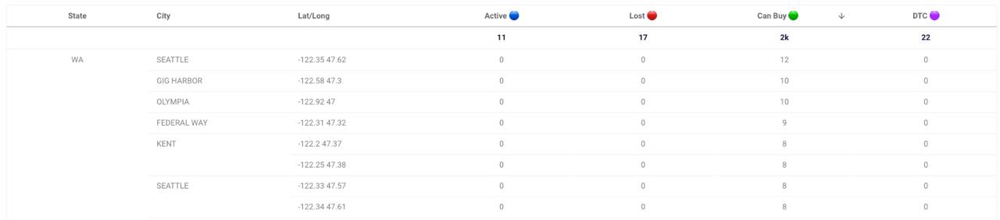 State City Lat/Long Active Lost Can Buy ↓ DTC
11 17 2k 22
WA SEATTLE -122.35 47.62 0 0 12 0
GIG HARBOR -122.58 47.3 0 0 10 0
OLYMPIA -122.92 47 0 0 10 0
FEDERAL WAY -122.31 47.32 0 0 9 0
KENT -122.2 47.37 0 0 8 0
-122.25 47.38 0 0 8 0
SEATTLE -122.33 47.57 0 0 8 0
-122.34 47.61 0 0 8 0